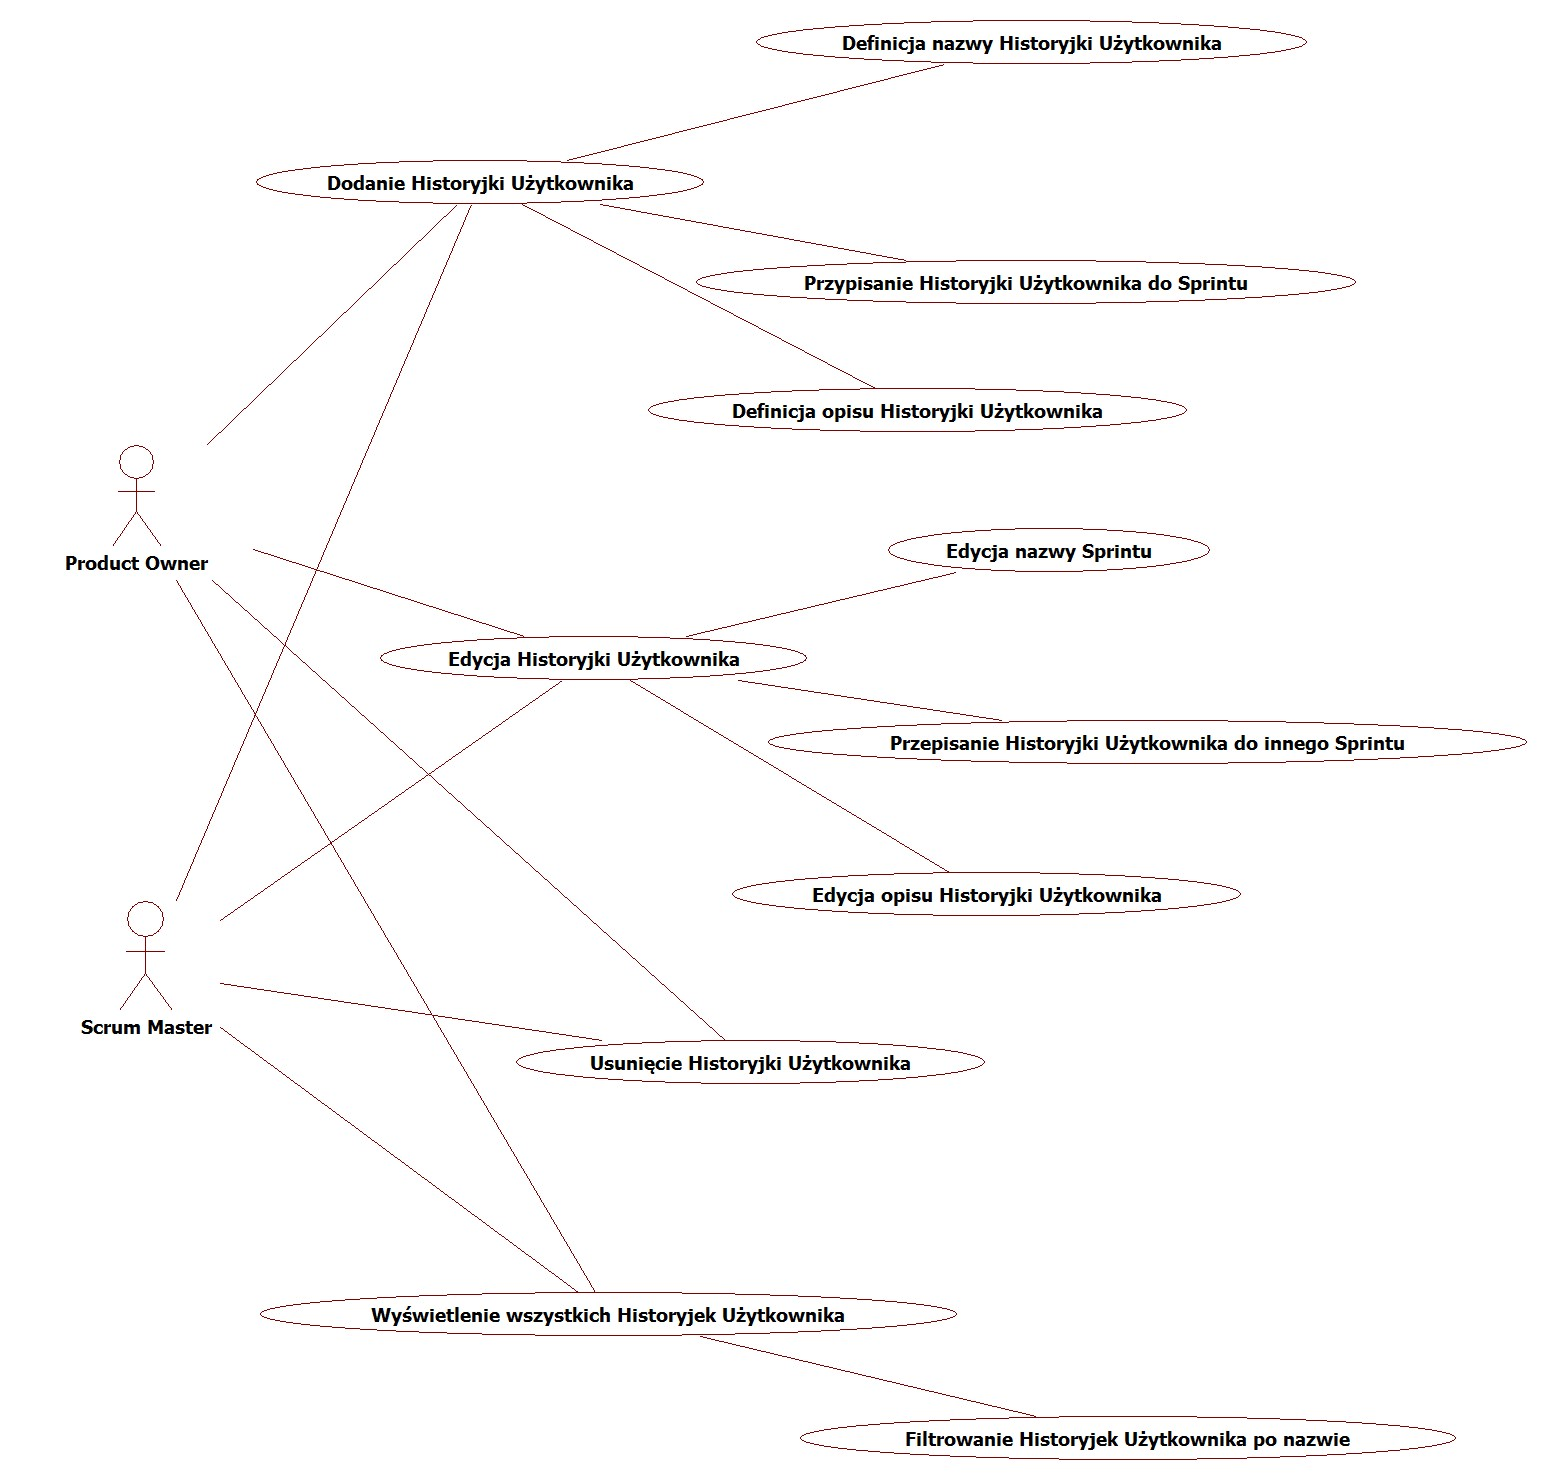 Definicja nazwy Historyjki Użytkownika
Dodanie Historyjki Użytkownika
Przypisanie Historyjki Użytkownika do Sprintu
Definicja opisu Historyjki Użytkownika
Product Owner
Edycja nazwy Sprintu
Edycja Historyjki Użytkownika
Przepisanie Historyjki Użytkownika do innego Sprintu
Edycja opisu Historyjki Użytkownika
Scrum Master
Usunięcie Historyjki Użytkownika
Wyświetlenie wszystkich Historyjek Użytkownika
Filtrowanie Historyjek Użytkownika po nazwie